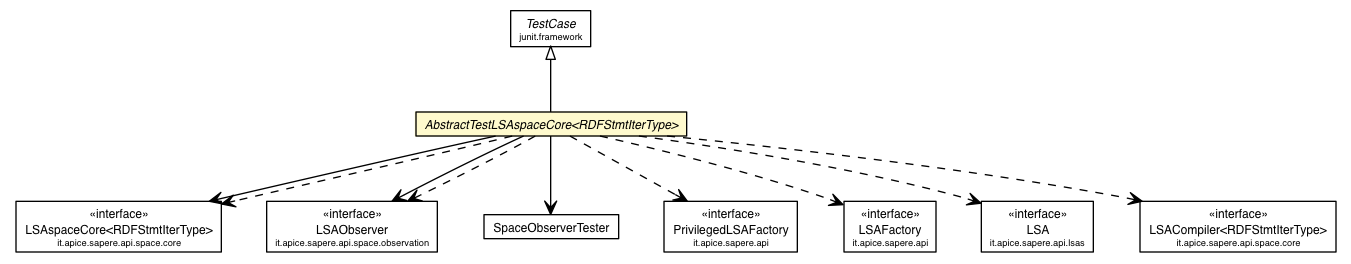 TestCase
junit.framework
AbstractTestLSAspaceCore<RDFStmtIterType>
«interface»
LSAspaceCore<RDFStmtIterType>
it.apice.sapere.api.space.core
«interface»
LSAObserver
it.apice.sapere.api.space.observation
SpaceObserverTester
«interface»
PrivilegedLSAFactory
it.apice.sapere.api
«interface»
LSAFactory
it.apice.sapere.api
«interface»
LSA
it.apice.sapere.api.lsas
«interface»
LSACompiler<RDFStmtIterType>
it.apice.sapere.api.space.core